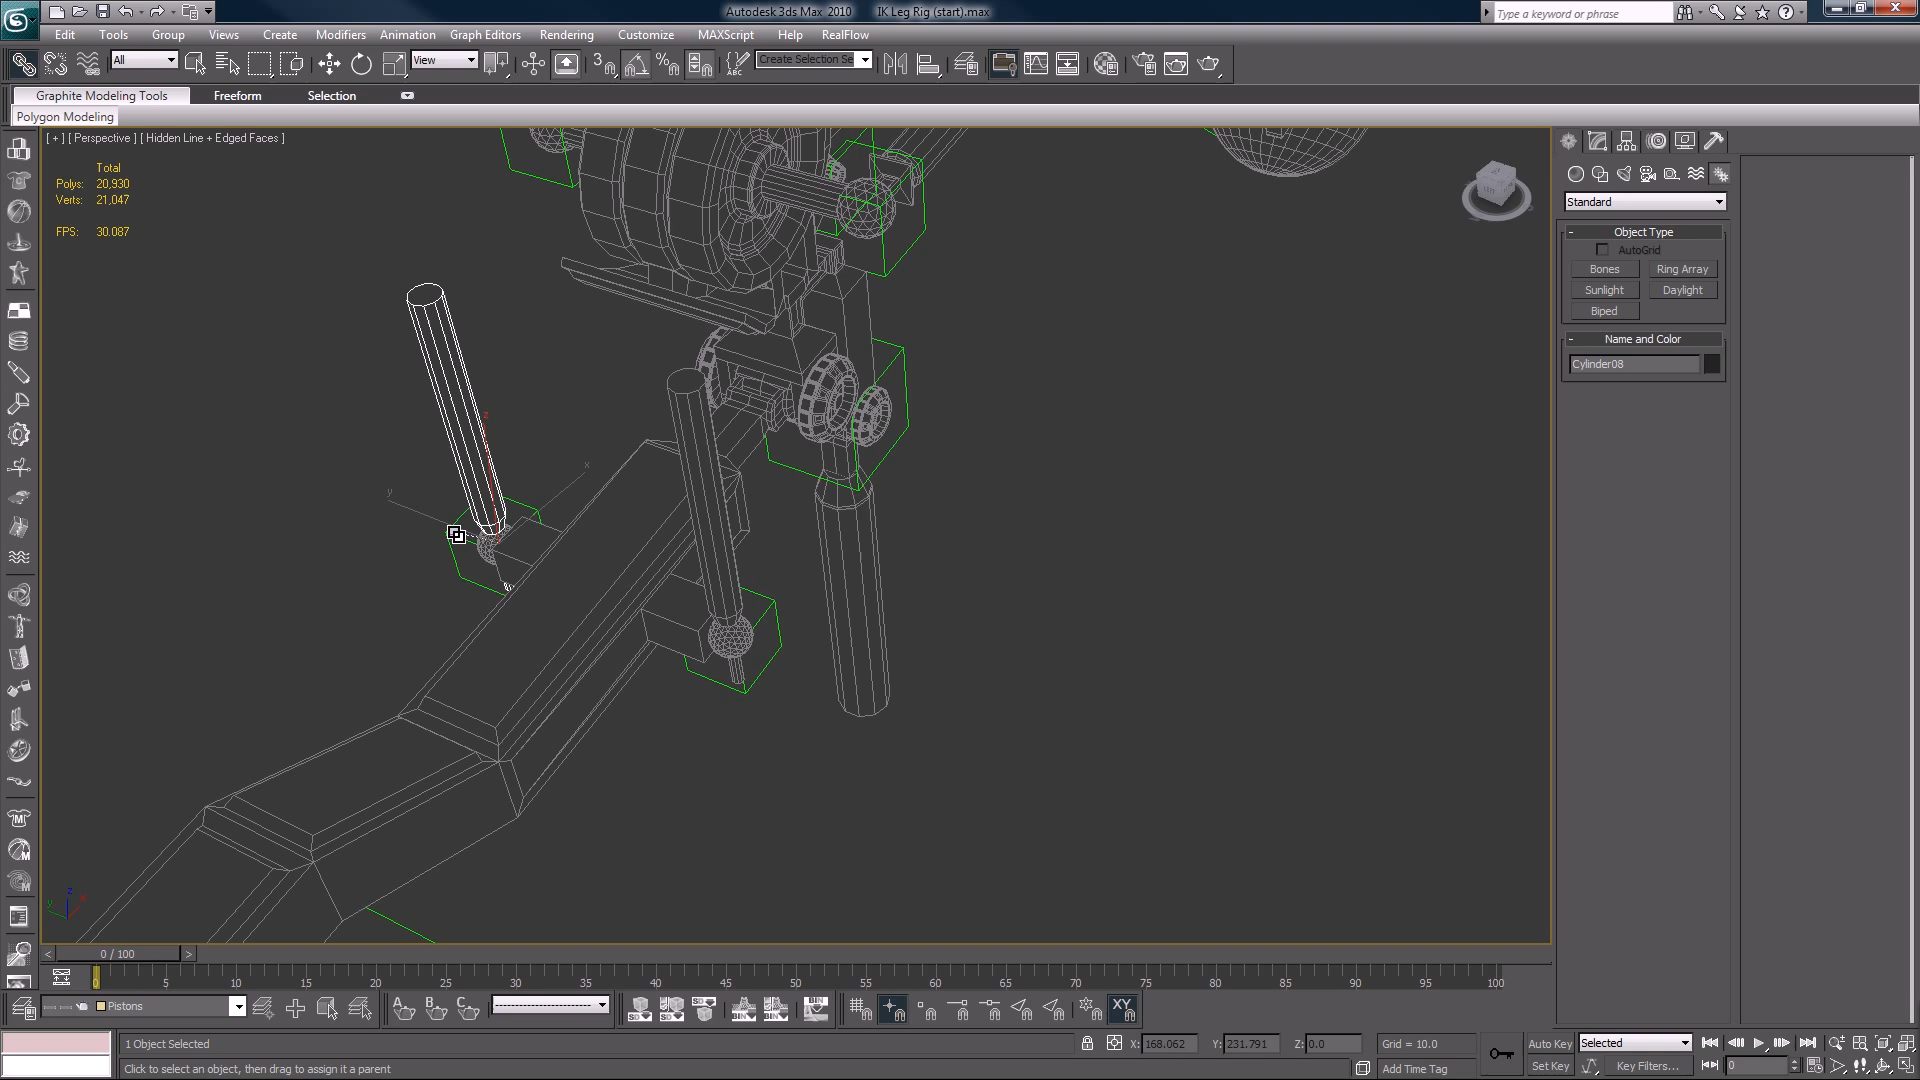 Autodesk 3ds Max 2010 IK Leg Rig (start).max
Type a keyword or phrase
Edit Tools Group Views Create Modifiers Animation Graph Editors Rendering Customize MAXScript Help RealFlow
All View 3 Create Selection Se
Graphite Modeling Tools Freeform Selection
Polygon Modeling
[ + ] [ Perspective ] [ Hidden Line + Edged Faces ]
Total
Polys: 20,930
Verts: 21,047
FPS: 30.087
Standard
- Object Type
AutoGrid
Bones Ring Array
Sunlight Daylight
Biped
- Name and Color
Cylinder08
z
x
y
z
x
y
< 0 / 100 >
0 5 10 15 20 25 30 35 40 45 50 55 60 65 70 75 80 85 90 95 100
Pistons A B C XY
1 Object Selected X: 168.062 Y: 231.791 Z: 0.0 Grid = 10.0 Auto Key Selected
Click to select an object, then drag to assign it a parent Add Time Tag Set Key Key Filters... 0